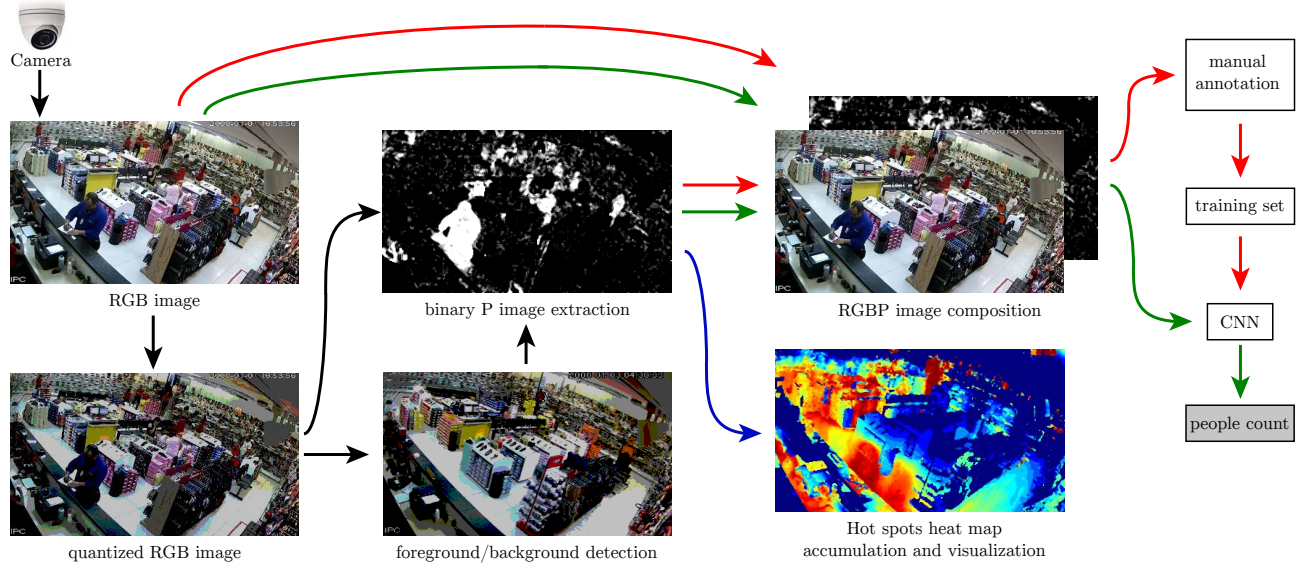 Camera
RGB image
quantized RGB image
binary P image extraction
foreground/background detection
RGBP image composition
Hot spots heat map
accumulation and visualization
manual
annotation
training set
CNN
people count
IPC
IPC
IPC
IPC